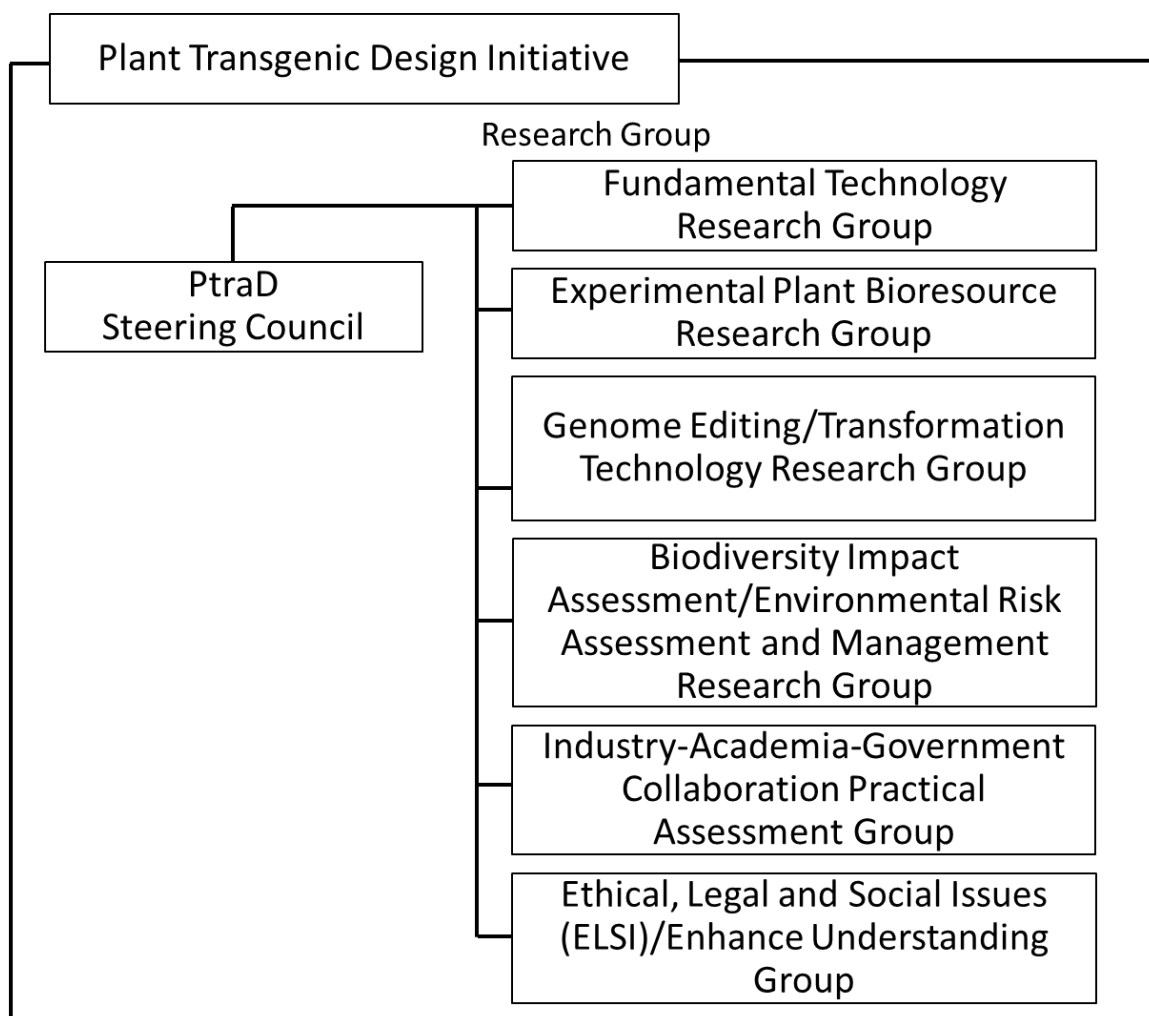 Plant Transgenic Design Initiative
Research Group
Fundamental Technology
Research Group
PtraD
Steering Council
Experimental Plant Bioresource
Research Group
Genome Editing/Transformation
Technology Research Group
Biodiversity Impact
Assessment/Environmental Risk
Assessment and Management
Research Group
Industry-Academia-Government
Collaboration Practical
Assessment Group
Ethical, Legal and Social Issues
(ELSI)/Enhance Understanding
Group